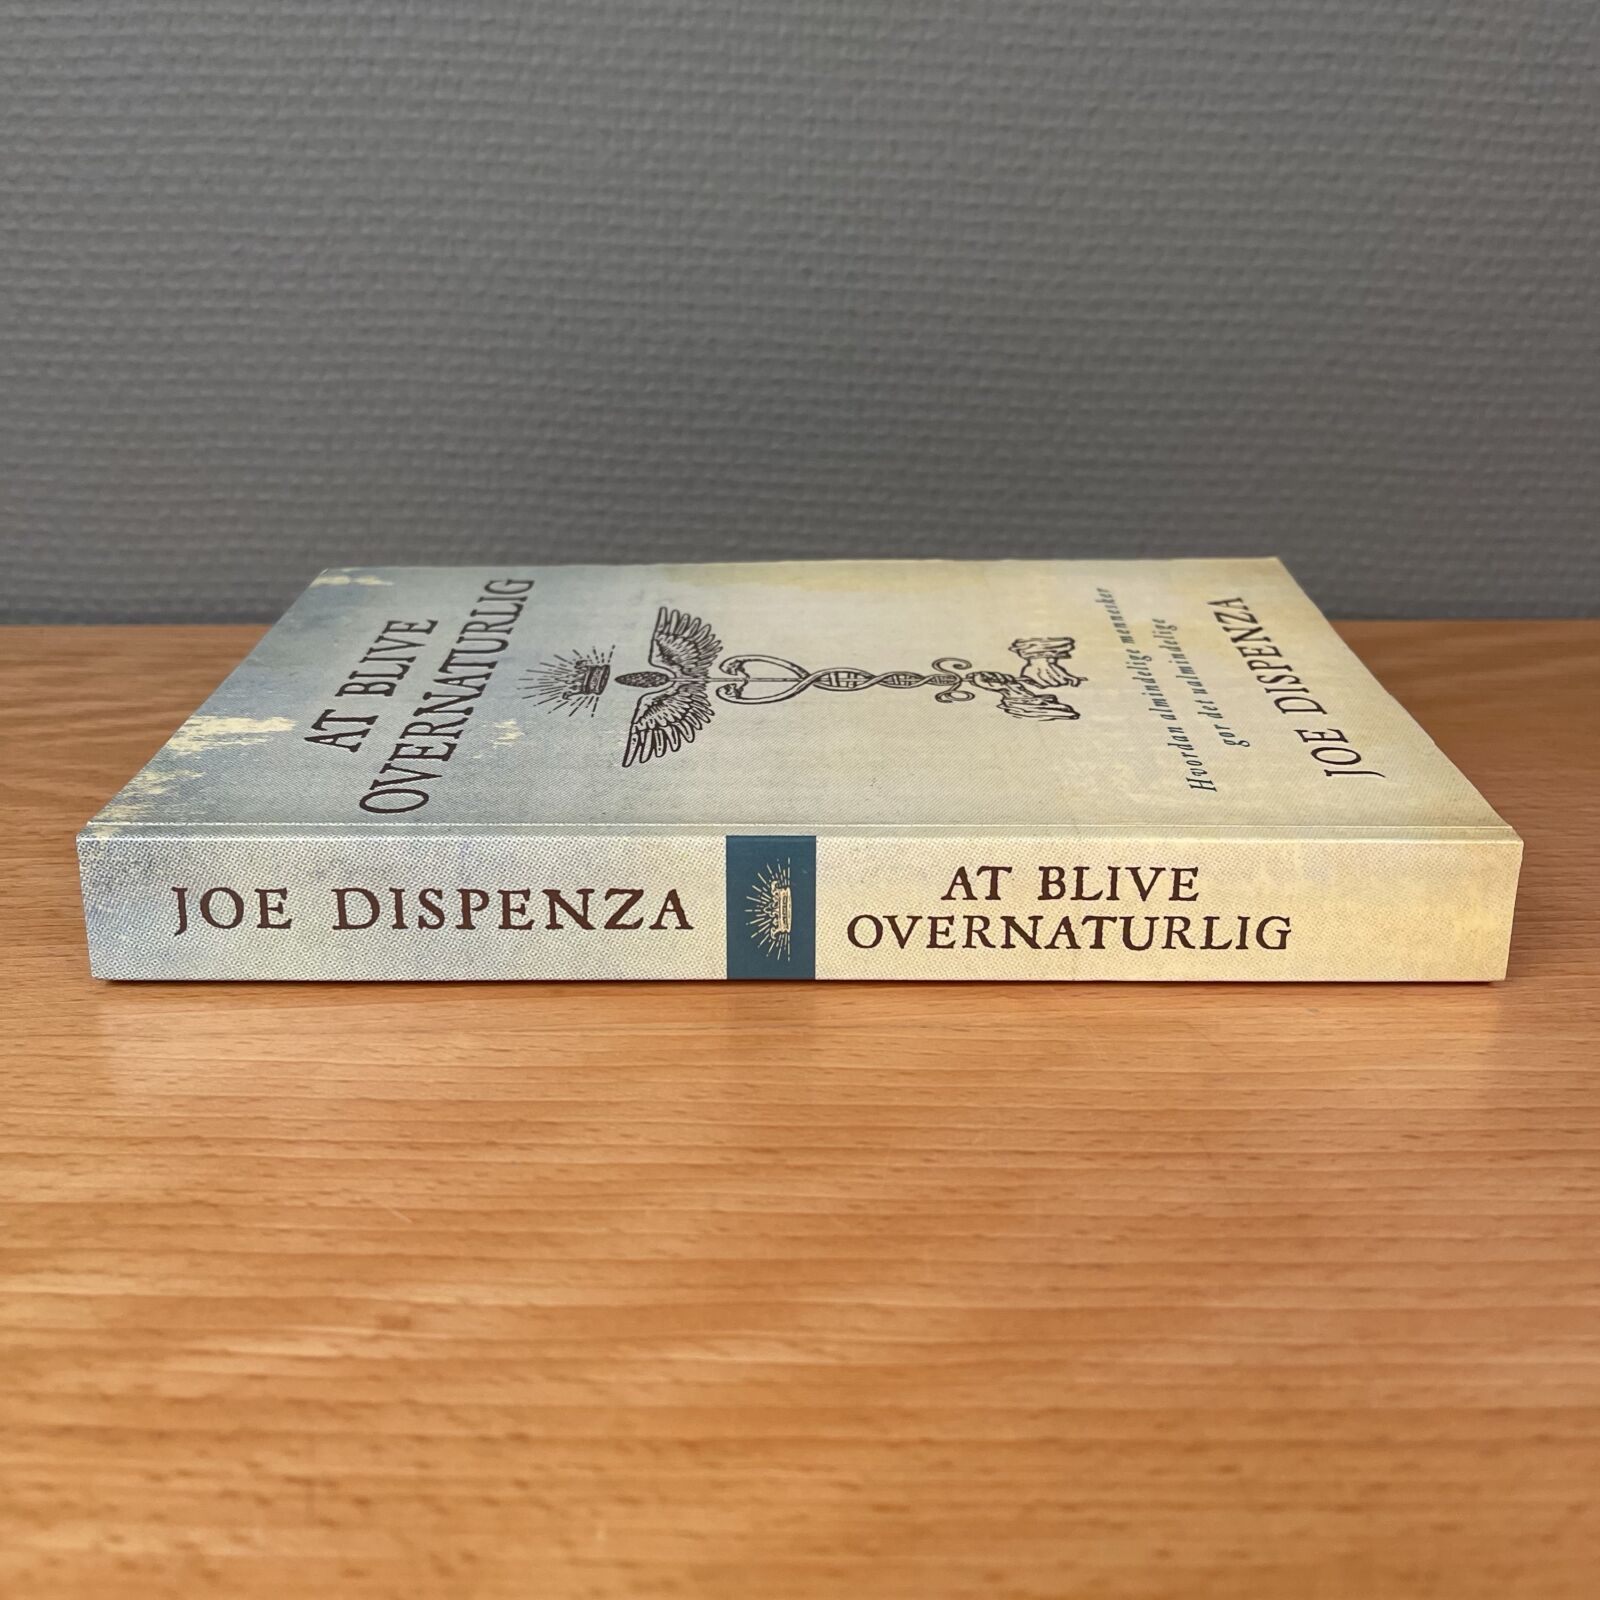 AT BLIVE
OVERNATURLIG
Hvordan almindelige mennesker
gør det ualmindelige
JOE DISPENZA
JOE DISPENZA
AT BLIVE
OVERNATURLIG